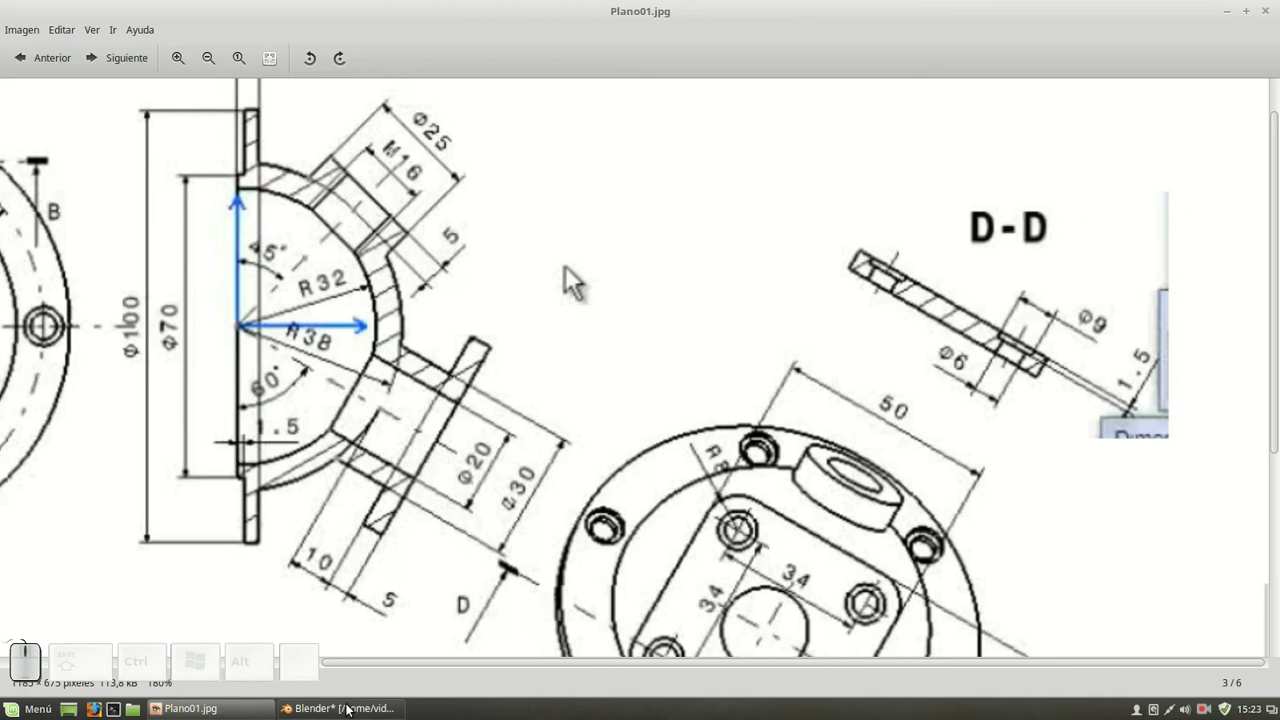 Plano01.jpg
Imagen Editar Ver Ir Ayuda
Anterior Siguiente
B
Ø100
Ø70
45°
R32
R38
60°
1.5
Ø25
M16
5
Ø20
Ø30
10
5
D
D-D
Ø9
Ø6
1.5
50
34
34
Ctrl Alt
1185 × 675 píxeles 113,8 kB 180%
3 / 6
Menú Plano01.jpg Blender* [/home/vid...
15:23